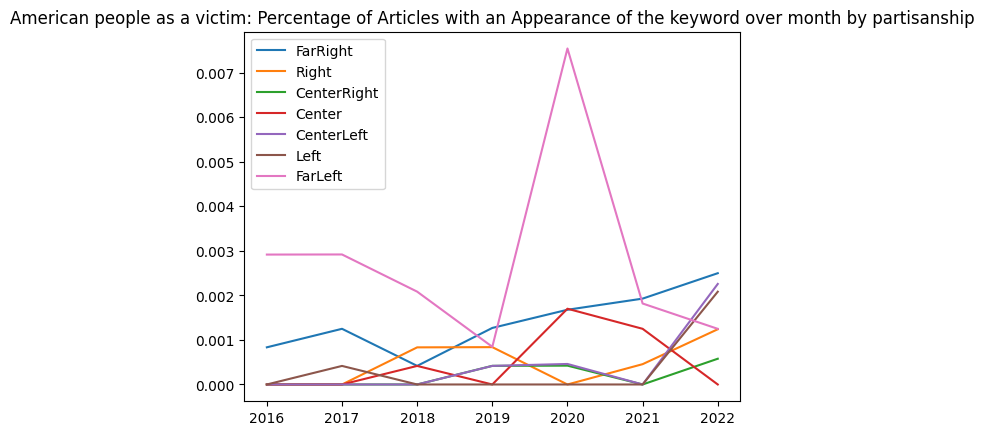 American people as a victim: Percentage of Articles with an Appearance of the keyword over month by partisanship
FarRight
Right
CenterRight
Center
CenterLeft
Left
FarLeft
0.007
0.006
0.005
0.004
0.003
0.002
0.001
0.000
2016 2017 2018 2019 2020 2021 2022